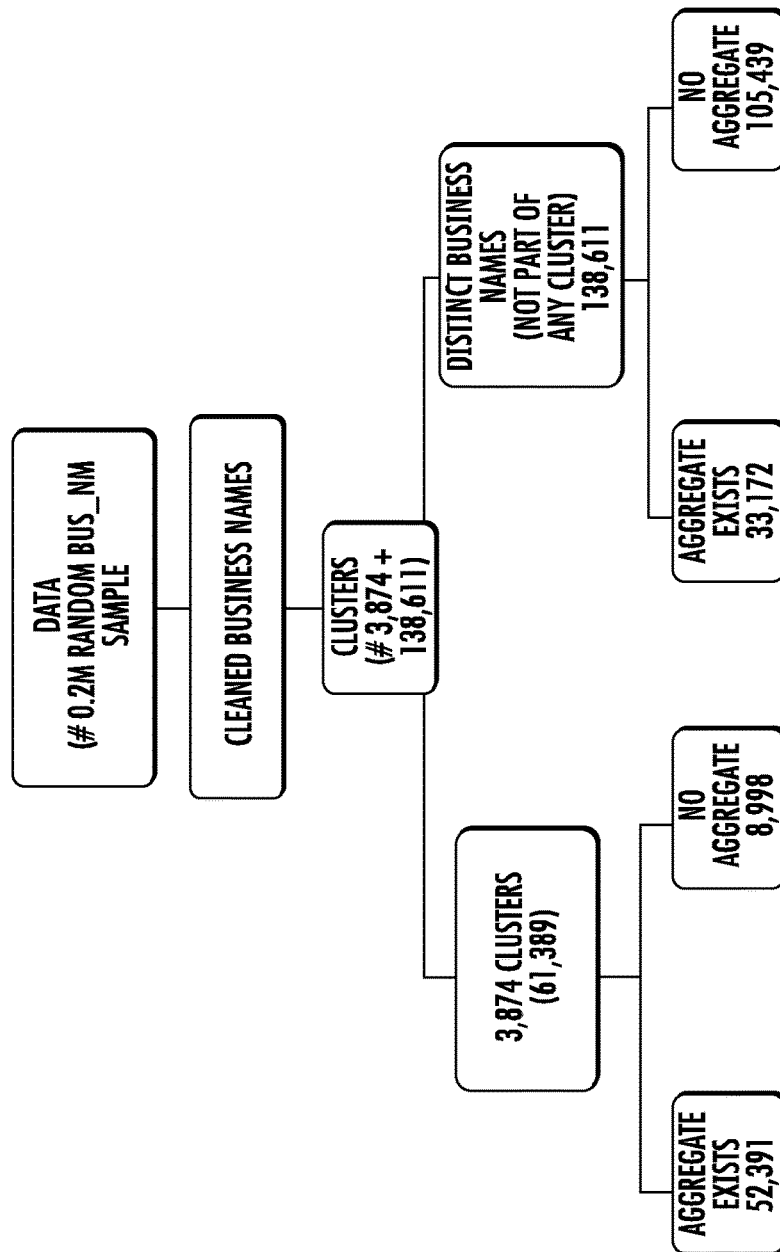 DATA
(# 0.2M RANDOM BUS_NM
SAMPLE
CLEANED BUSINESS NAMES
CLUSTERS
(# 3,874 +
138,611)
3,874 CLUSTERS
(61,389)
DISTINCT BUSINESS
NAMES
(NOT PART OF
ANY CLUSTER)
138,611
AGGREGATE
EXISTS
52,391
NO
AGGREGATE
8,998
AGGREGATE
EXISTS
33,172
NO
AGGREGATE
105,439